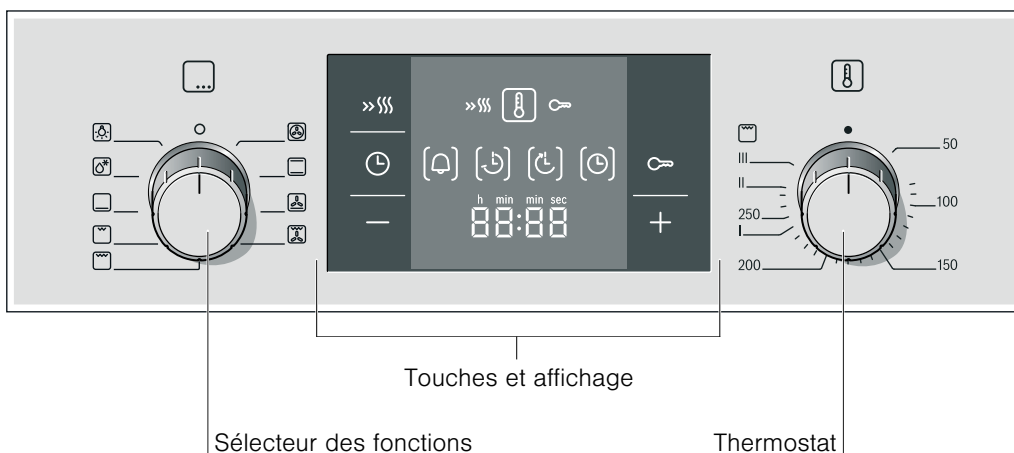 h min min sec
88:88
50
100
150
200
250
I
II
III
Touches et affichage
Sélecteur des fonctions
Thermostat